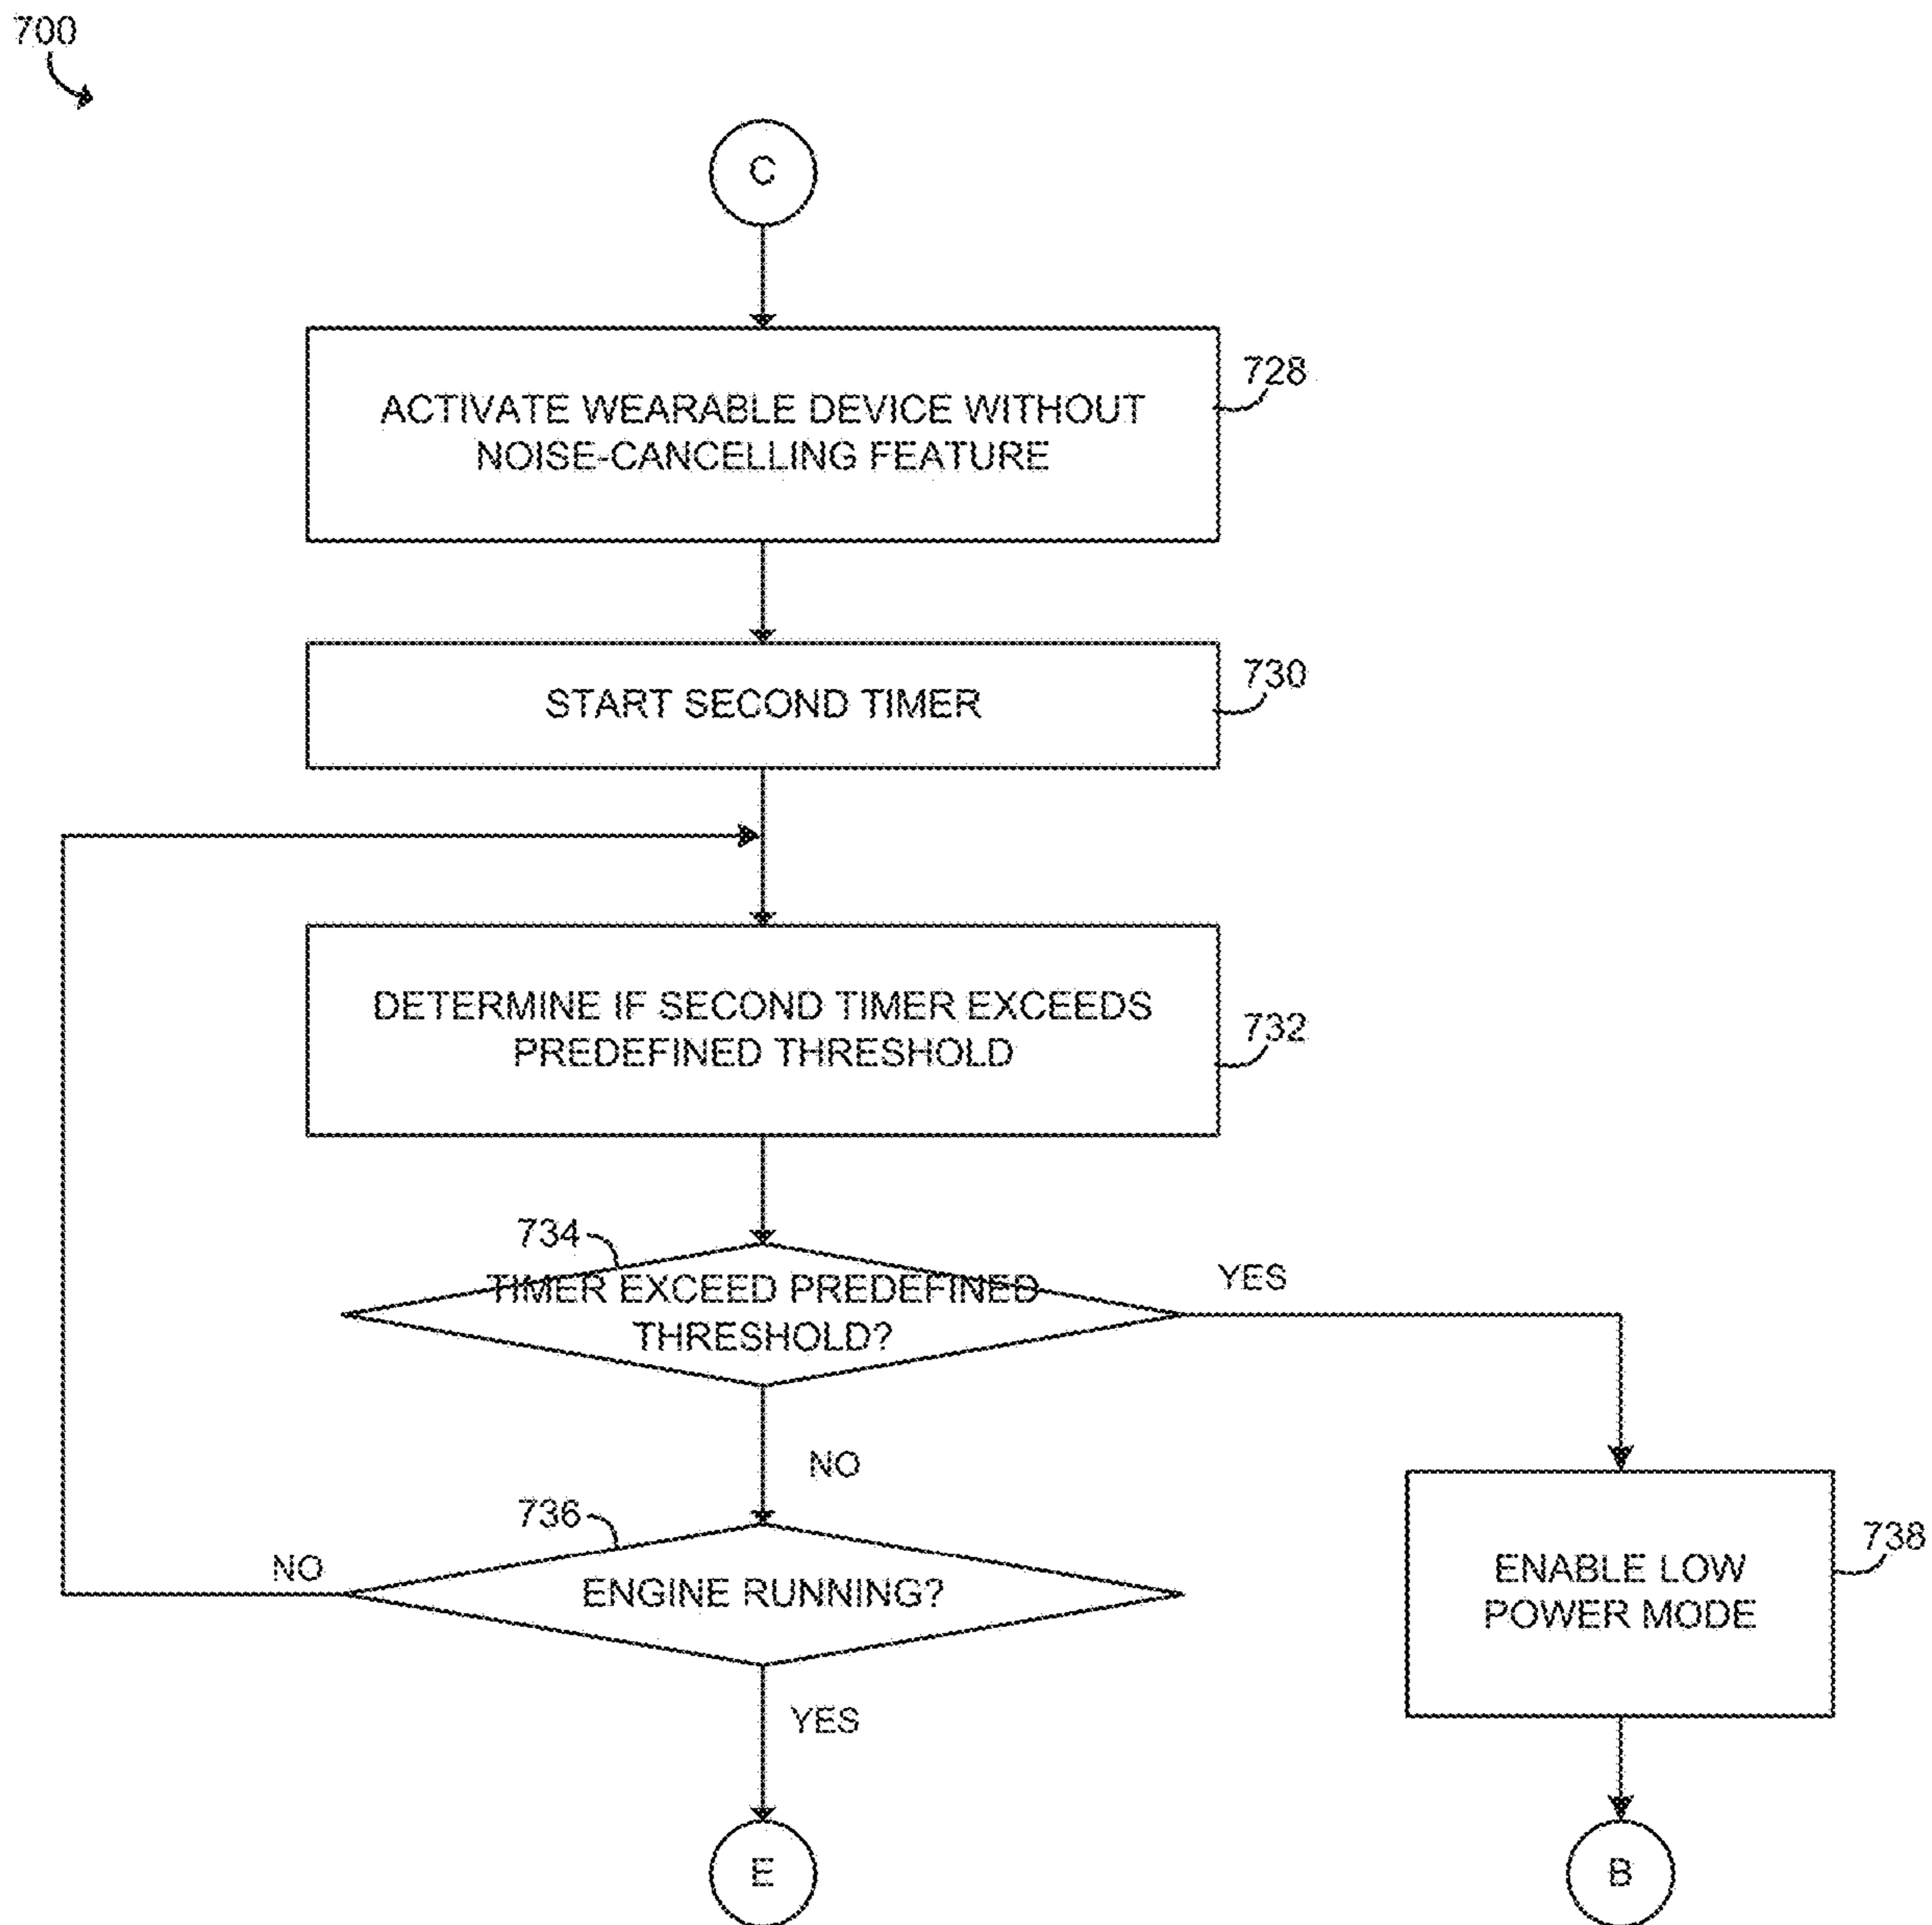 700
C
ACTIVATE WEARABLE DEVICE WITHOUT
NOISE-CANCELLING FEATURE
728
START SECOND TIMER
730
DETERMINE IF SECOND TIMER EXCEEDS
PREDEFINED THRESHOLD
732
734
TIMER EXCEED PREDEFINED
THRESHOLD?
YES
NO
736
ENGINE RUNNING?
NO
YES
ENABLE LOW
POWER MODE
738
E
B